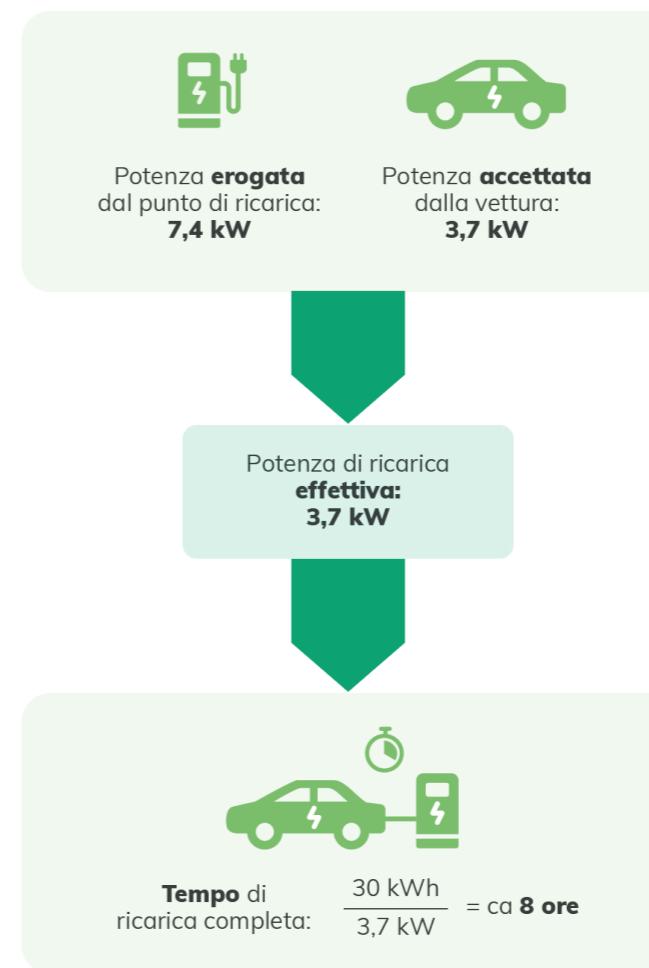 Potenza erogata
dal punto di ricarica:
7,4 kW
Potenza accettata
dalla vettura:
3,7 kW
Potenza di ricarica
effettiva:
3,7 kW
Tempo di
ricarica completa:
30 kWh
3,7 kW
= ca 8 ore